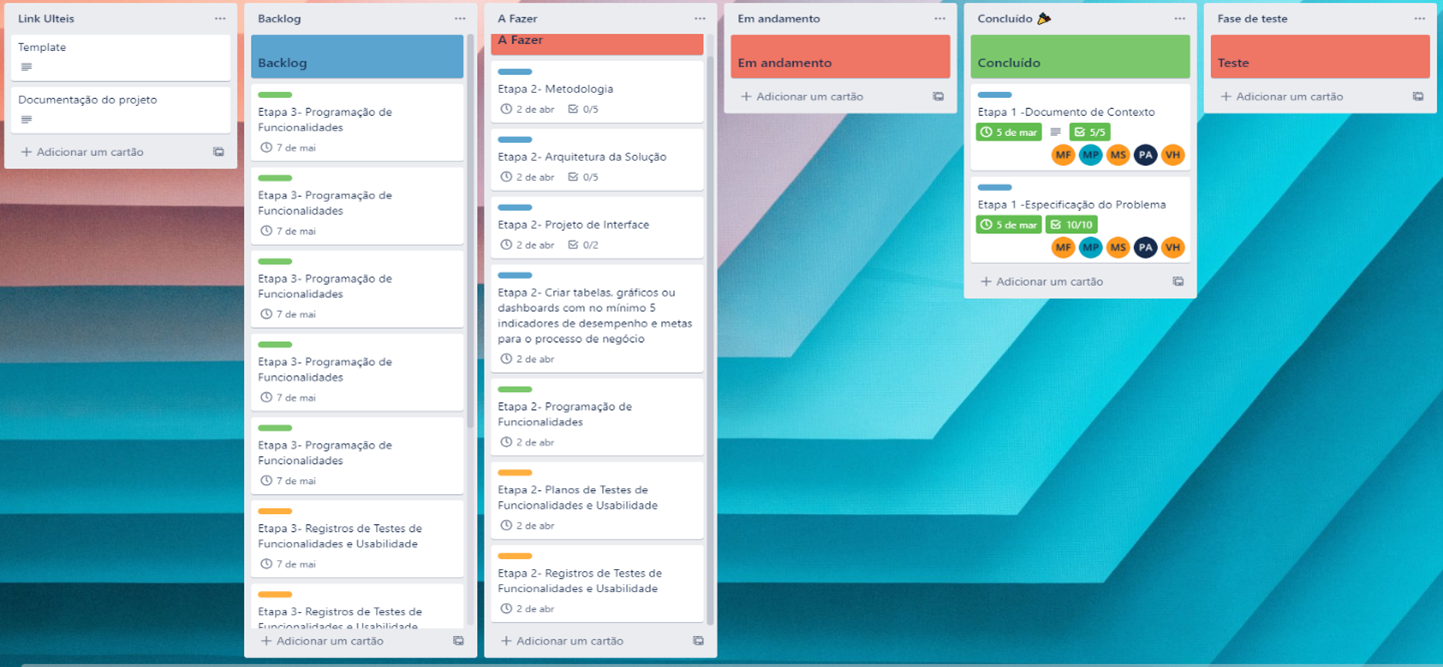 Link Ulteis
Template
Documentação do projeto
Adicionar um cartão
Backlog
Backlog
Etapa 3- Programação de
Funcionalidades
7 de mai
Etapa 3- Programação de
Funcionalidades
7 de mai
Etapa 3- Programação de
Funcionalidades
7 de mai
Etapa 3- Programação de
Funcionalidades
7 de mai
Etapa 3- Programação de
Funcionalidades
7 de mai
Etapa 3- Registros de Testes de
Funcionalidades e Usabilidade
7 de mai
Etapa 3- Registros de Testes de
Funcionalidades e Usabilidade
Adicionar um cartão
A Fazer
A Fazer
Etapa 2- Metodologia
2 de abr 0/5
Etapa 2- Arquitetura da Solução
2 de abr 0/5
Etapa 2- Projeto de Interface
2 de abr 0/2
Etapa 2- Criar tabelas, gráficos ou
dashboards com no mínimo 5
indicadores de desempenho e metas
para o processo de negócio
2 de abr
Etapa 2- Programação de
Funcionalidades
2 de abr
Etapa 2- Planos de Testes de
Funcionalidades e Usabilidade
2 de abr
Etapa 2- Registros de Testes de
Funcionalidades e Usabilidade
2 de abr
Adicionar um cartão
Em andamento
Em andamento
Adicionar um cartão
Concluído 🎉
Concluído
Etapa 1 -Documento de Contexto
5 de mar 5/5
MF MP MS PA VH
Etapa 1 -Especificação do Problema
5 de mar 10/10
MF MP MS PA VH
Adicionar um cartão
Fase de teste
Teste
Adicionar um cartão